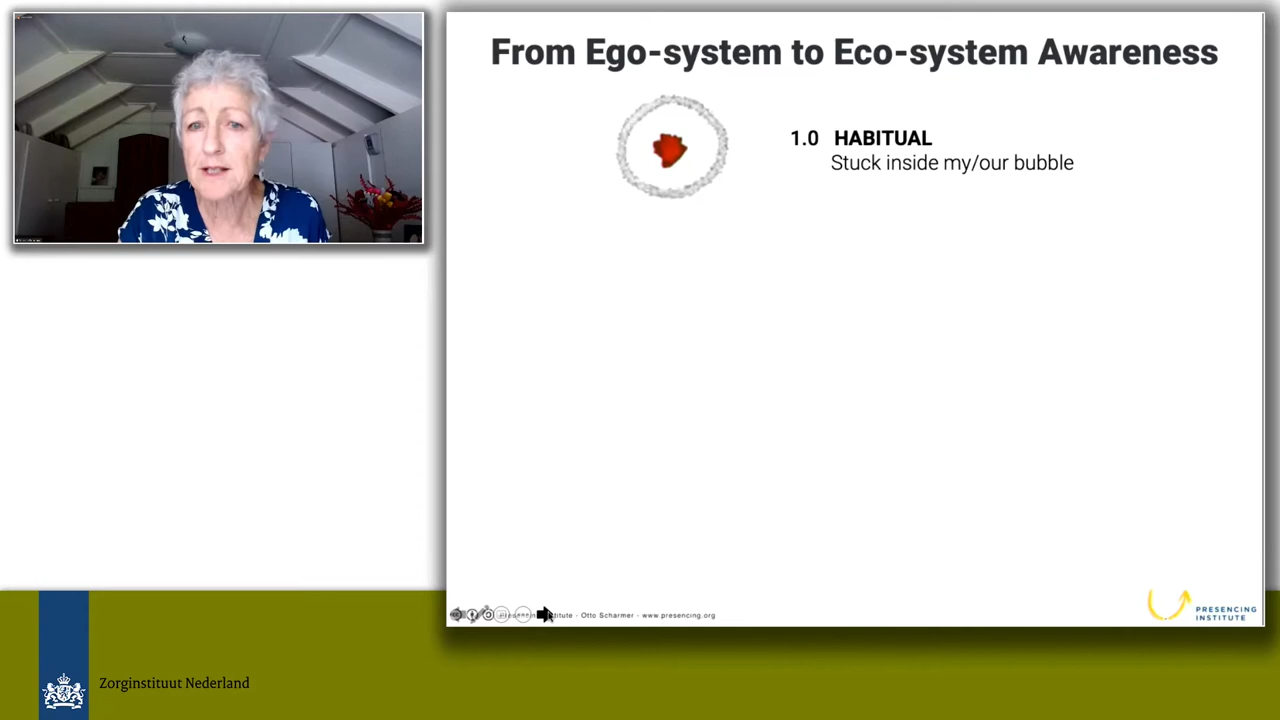 From Ego-system to Eco-system Awareness
1.0 HABITUAL
Stuck inside my/our bubble
Otto Scharmer - www.presencing.org
PRESENCING
INSTITUTE
Zorginstituut Nederland